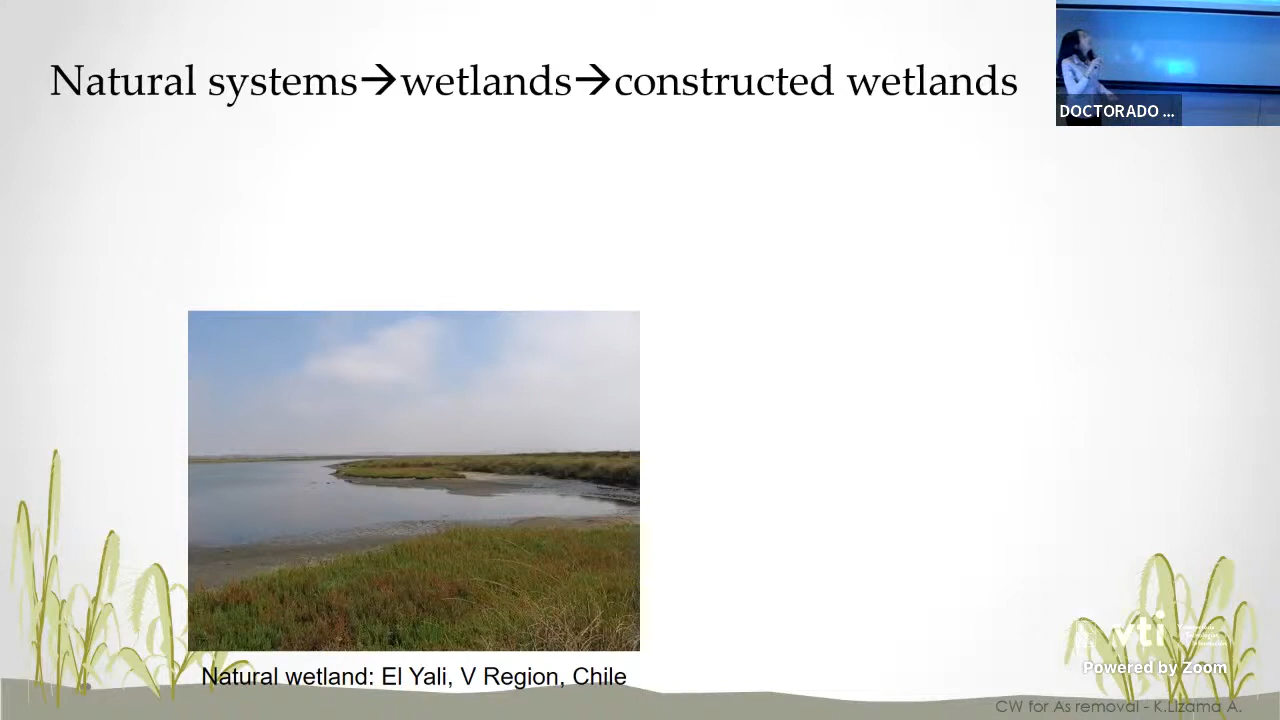 Natural systems→wetlands→constructed wetlands
DOCTORADO ...
Natural wetland: El Yali, V Region, Chile
vti
Powered by Zoom
CW for As removal - K.Lizama A.